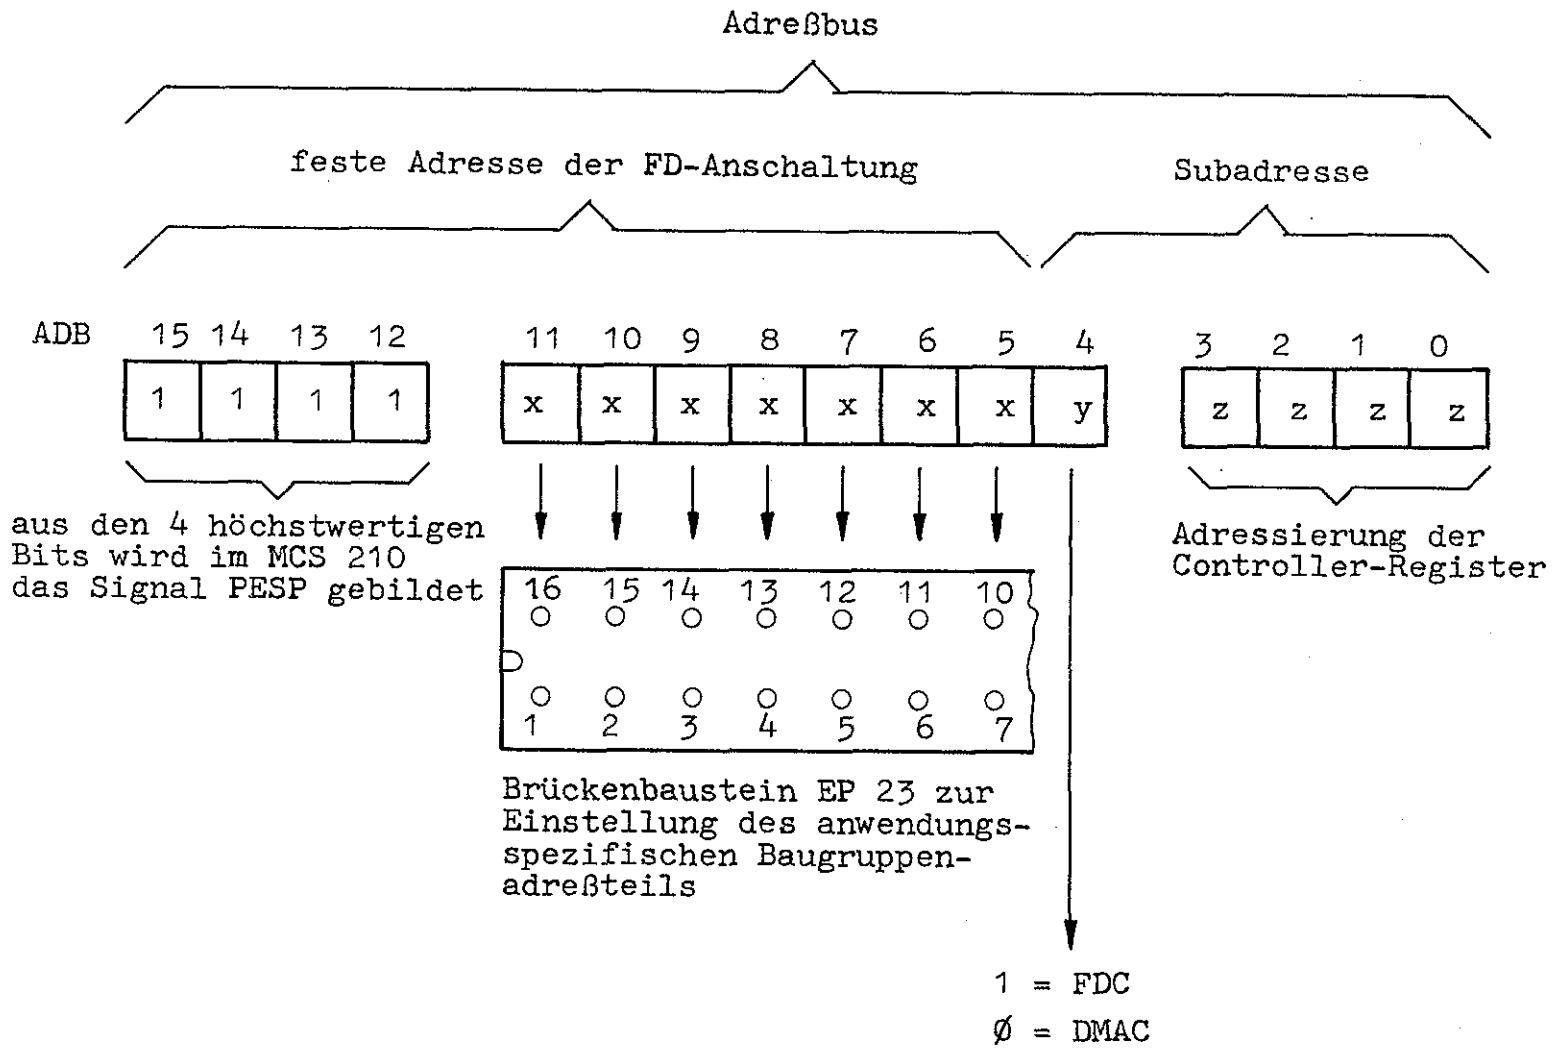 Adreßbus
feste Adresse der FD-Anschaltung
Subadresse
ADB 15 14 13 12 11 10 9 8 7 6 5 4 3 2 1 0
1 1 1 1 x x x x x x x y z z z z
aus den 4 höchstwertigen
Bits wird im MCS 210
das Signal PESP gebildet
Adressierung der
Controller-Register
16 15 14 13 12 11 10
1 2 3 4 5 6 7
Brückenbaustein EP 23 zur
Einstellung des anwendungs-
spezifischen Baugruppen-
adreßteils
1 = FDC
Ø = DMAC